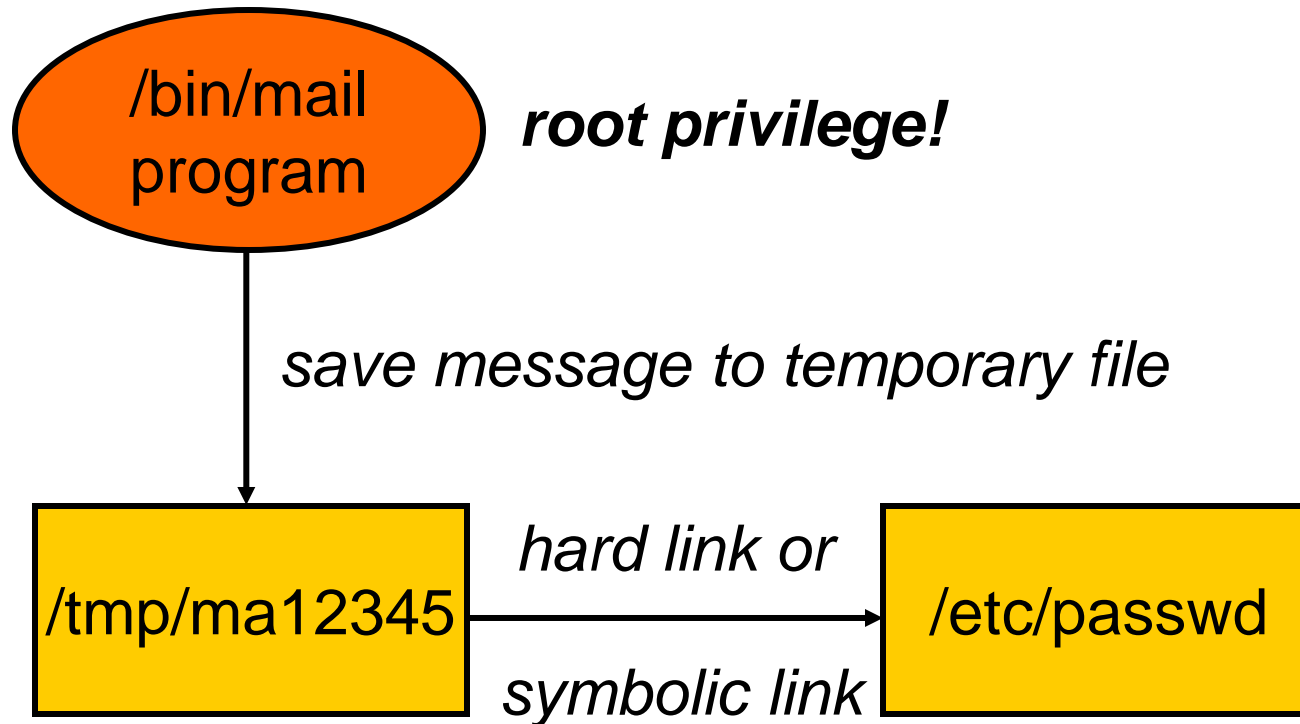 /bin/mail
program
root privilege!
save message to temporary file
/tmp/ma12345
hard link or
symbolic link
/etc/passwd